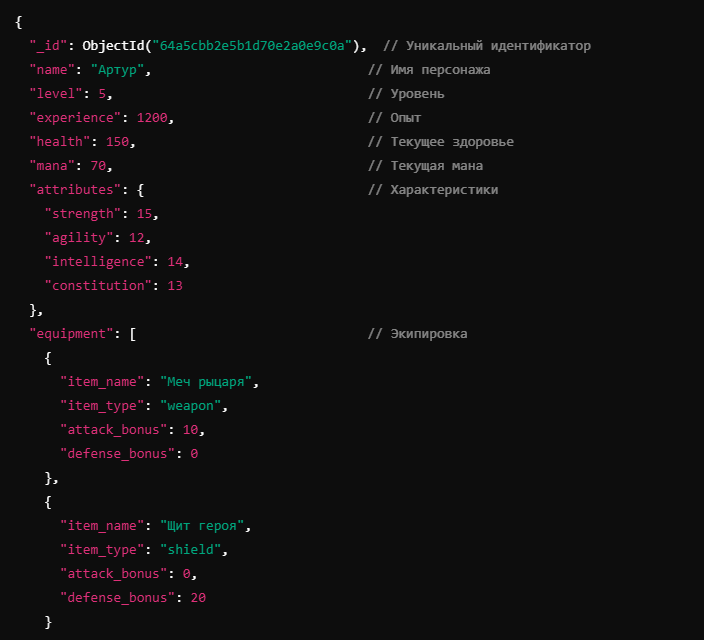 {
  "_id": ObjectId("64a5cbb2e5b1d70e2a0e9c0a"),  // Уникальный идентификатор
  "name": "Артур",                            // Имя персонажа
  "level": 5,                                 // Уровень
  "experience": 1200,                         // Опыт
  "health": 150,                              // Текущее здоровье
  "mana": 70,                                 // Текущая мана
  "attributes": {                             // Характеристики
    "strength": 15,
    "agility": 12,
    "intelligence": 14,
    "constitution": 13
  },
  "equipment": [                              // Экипировка
    {
      "item_name": "Меч рыцаря",
      "item_type": "weapon",
      "attack_bonus": 10,
      "defense_bonus": 0
    },
    {
      "item_name": "Щит героя",
      "item_type": "shield",
      "attack_bonus": 0,
      "defense_bonus": 20
    }